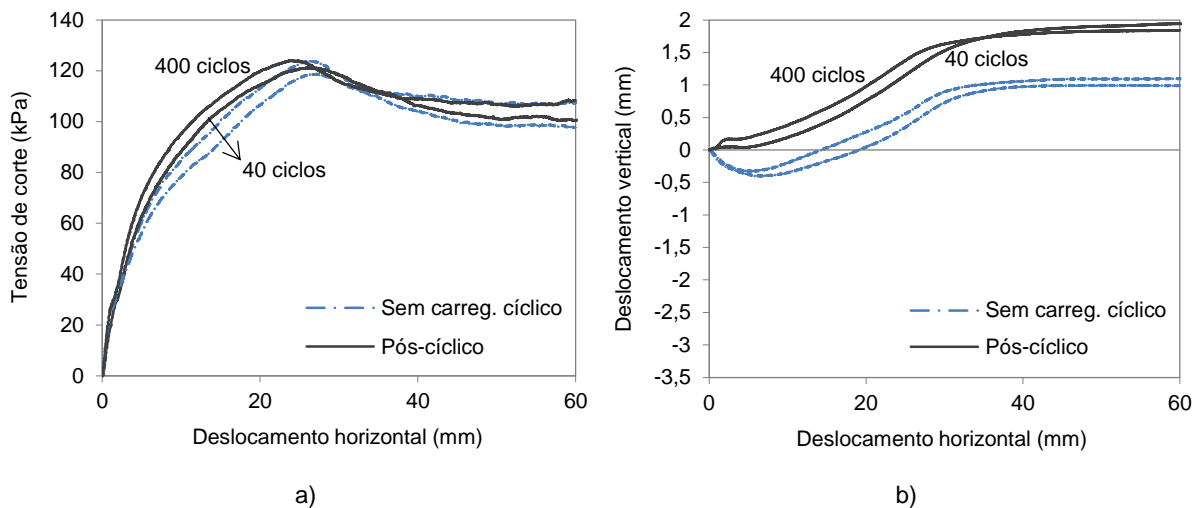 140
120
100
80
60
40
20
0
Tensão de corte (kPa)
400 ciclos
40 ciclos
Sem carreg. cíclico
Pós-cíclico
0
20
40
60
Deslocamento horizontal (mm)
a)
2
1,5
1
0,5
0
-0,5
-1
-1,5
-2
-2,5
-3
-3,5
Deslocamento vertical (mm)
400 ciclos
40 ciclos
Sem carreg. cíclico
Pós-cíclico
0
20
40
60
Deslocamento horizontal (mm)
b)